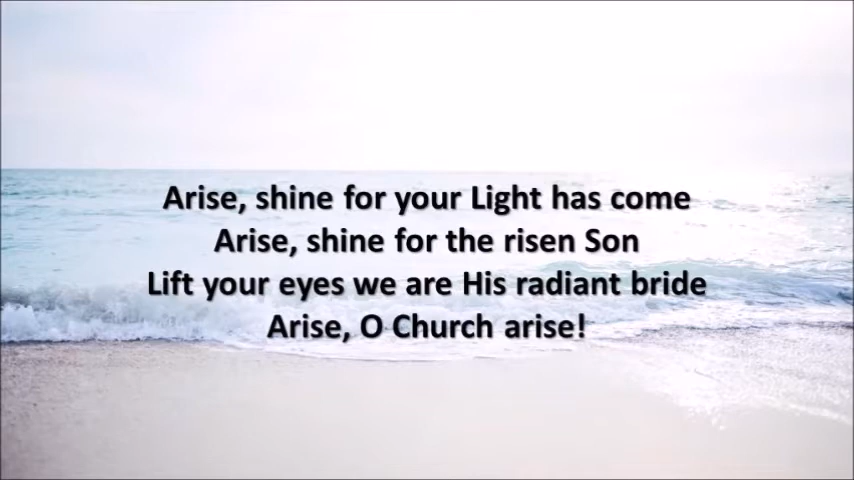 Arise, shine for your Light has come
Arise, shine for the risen Son
Lift your eyes we are His radiant bride
Arise, O Church arise!